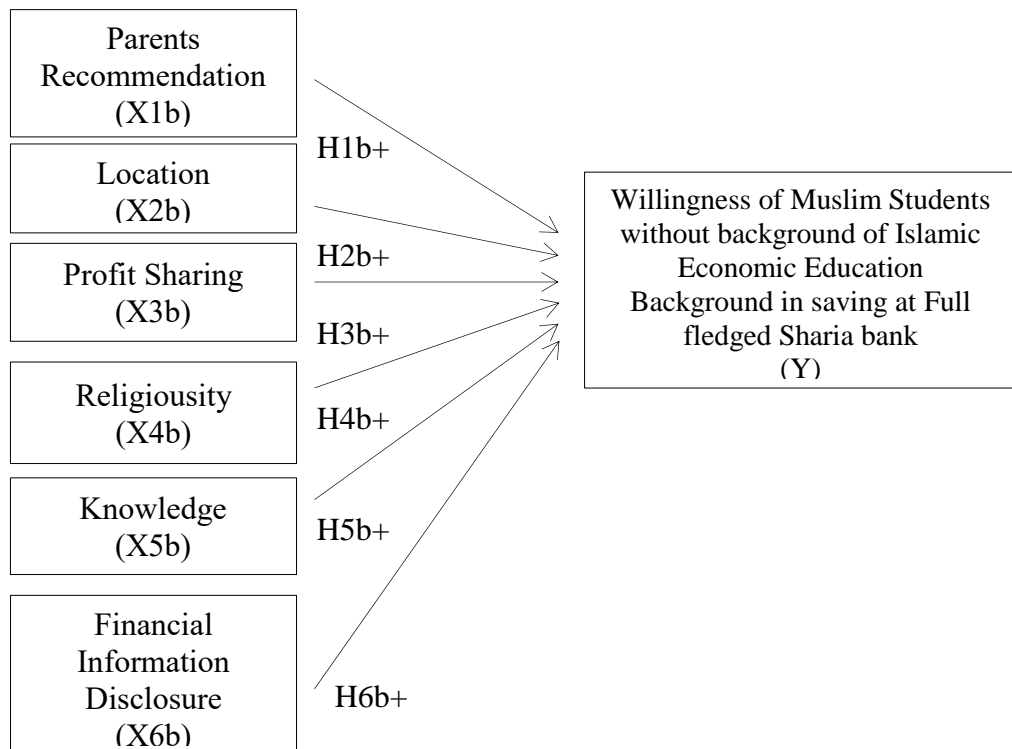 Parents
Recommendation
(X1b)
H1b+
Location
(X2b)
H2b+
Profit Sharing
(X3b)
H3b+
Religiousity
(X4b)
H4b+
Knowledge
(X5b)
H5b+
Financial
Information
Disclosure
(X6b)
H6b+
Willingness of Muslim Students
without background of Islamic
Economic Education
Background in saving at Full
fledged Sharia bank
(Y)